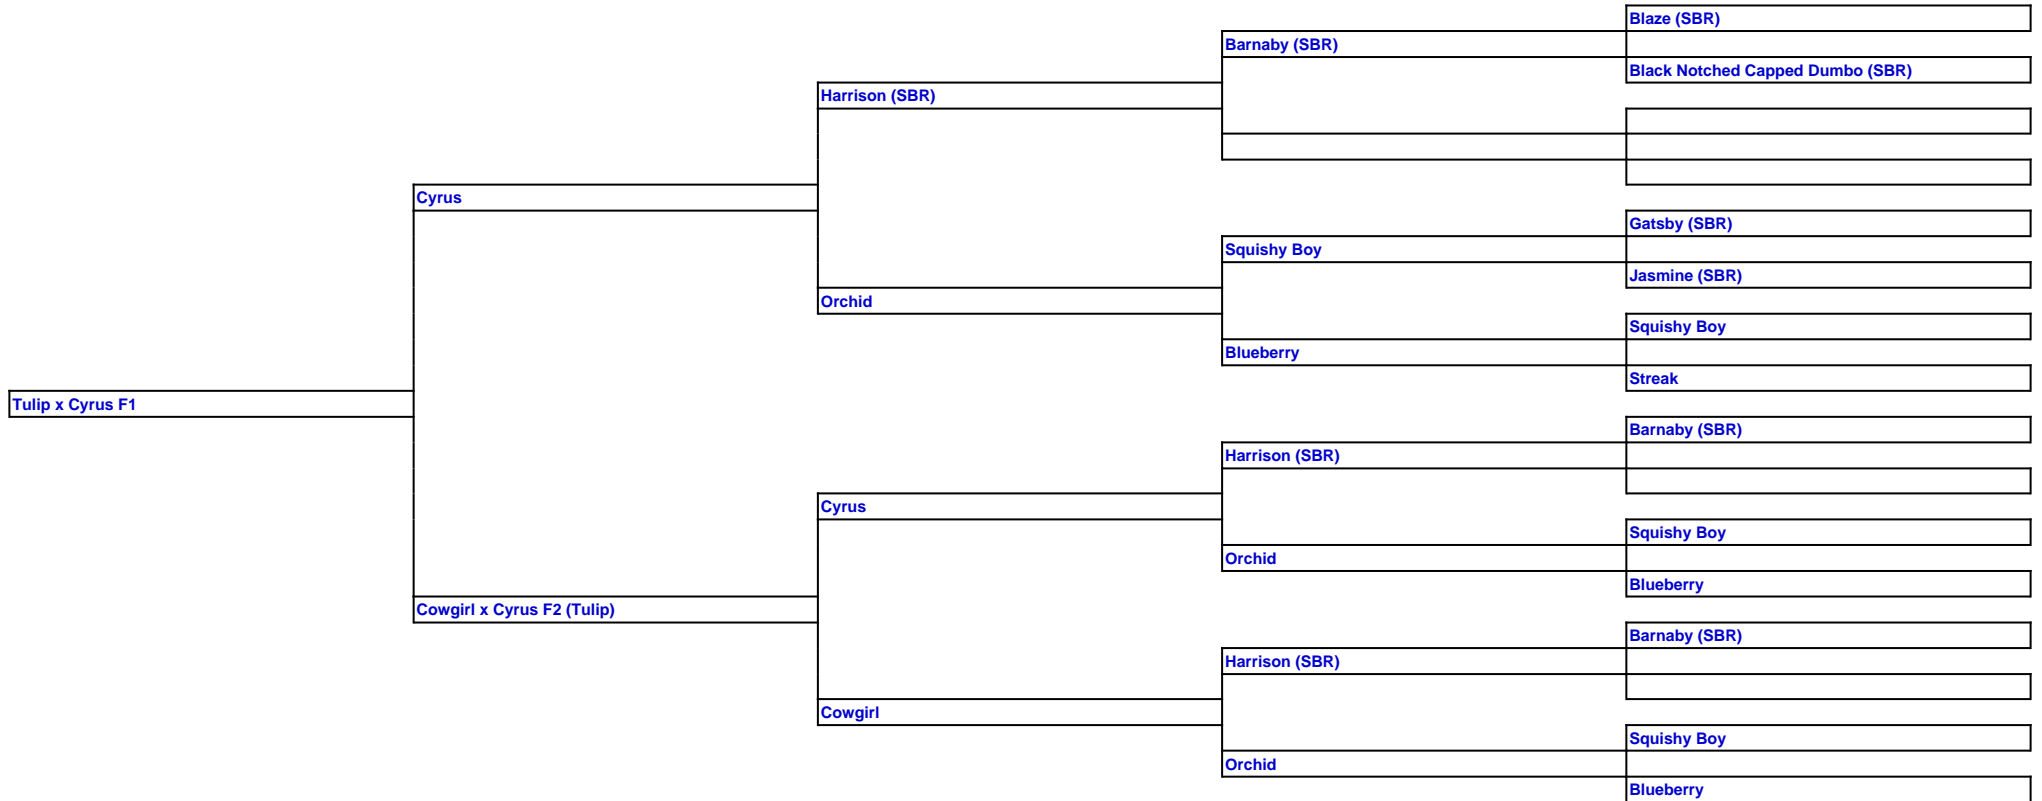 Blaze (SBR)
Barnaby (SBR)
Black Notched Capped Dumbo (SBR)
Harrison (SBR)
Cyrus
Gatsby (SBR)
Squishy Boy
Jasmine (SBR)
Orchid
Squishy Boy
Blueberry
Streak
Tulip x Cyrus F1
Barnaby (SBR)
Harrison (SBR)
Cyrus
Squishy Boy
Orchid
Blueberry
Cowgirl x Cyrus F2 (Tulip)
Barnaby (SBR)
Harrison (SBR)
Cowgirl
Squishy Boy
Orchid
Blueberry